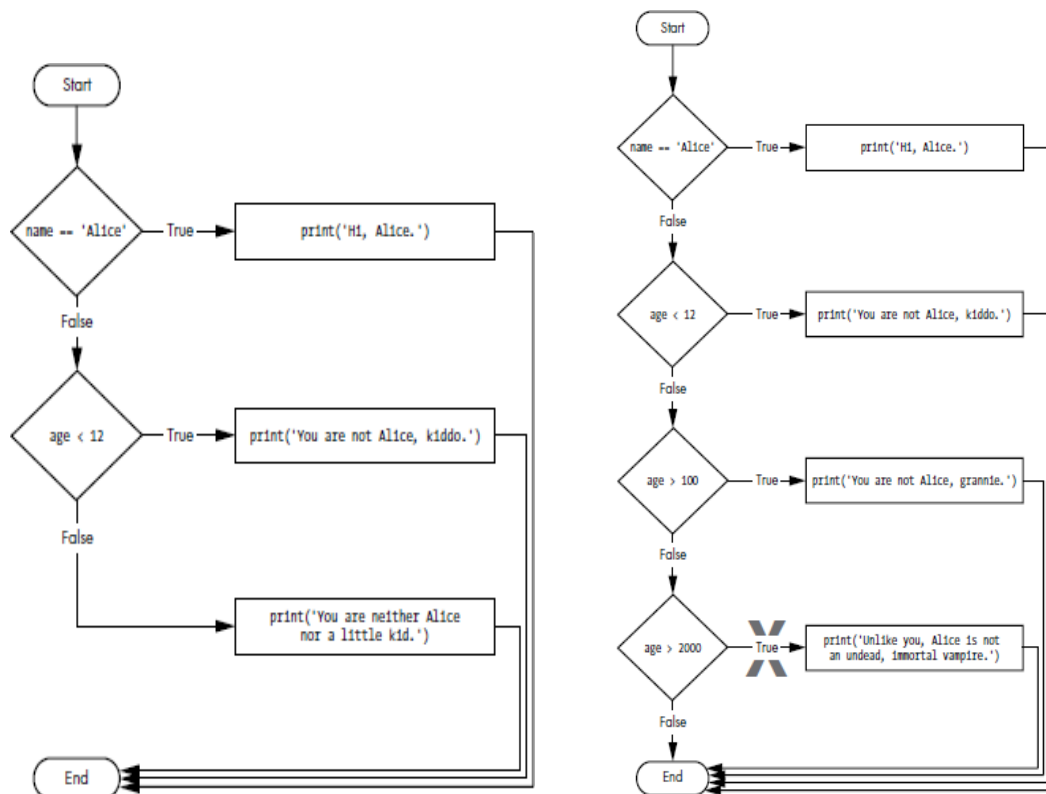 Start
name == 'Alice'
True
print('Hi, Alice.')
False
age < 12
True
print('You are not Alice, kiddo.')
False
print('You are neither Alice
nor a little kid.')
End
Start
name == 'Alice'
True
print('Hi, Alice.')
False
age < 12
True
print('You are not Alice, kiddo.')
False
age > 100
True
print('You are not Alice, grannie.')
False
age > 2000
True
print('Unlike you, Alice is not
an undead, immortal vampire.')
False
End